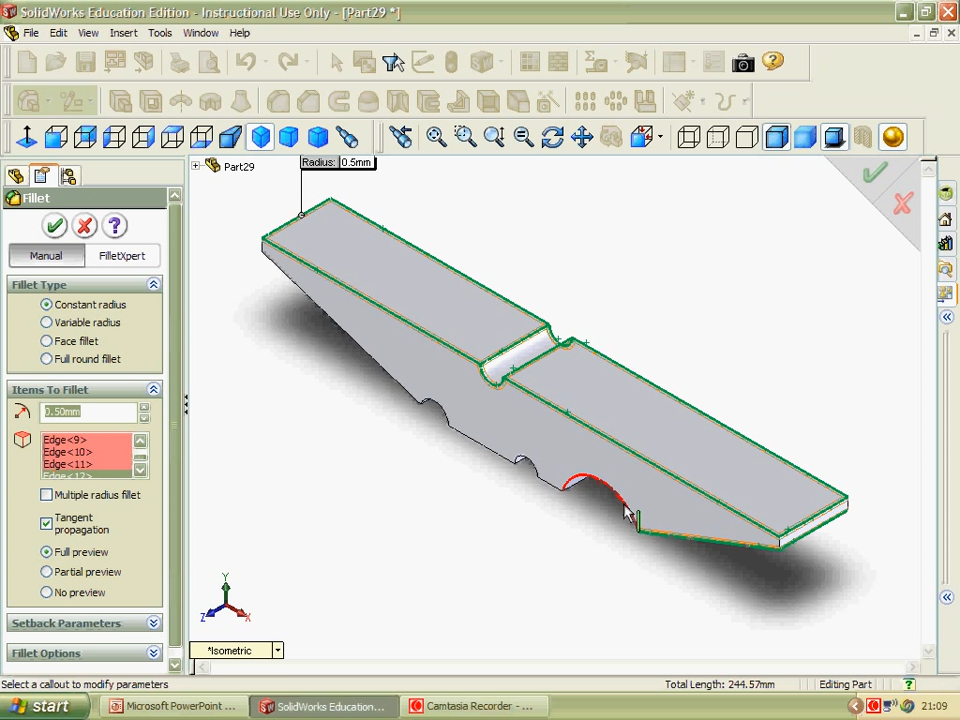 SolidWorks Education Edition - Instructional Use Only - [Part29 *]
File Edit View Insert Tools Window Help
Part29
Radius: 0.5mm
Fillet
Manual FilletXpert
Fillet Type
Constant radius
Variable radius
Face fillet
Full round fillet
Items To Fillet
0.50mm
Edge<9>
Edge<10>
Edge<11>
Edge<12>
Multiple radius fillet
Tangent
propagation
Full preview
Partial preview
No preview
Setback Parameters
Fillet Options
Y
Z
X
*Isometric
Select a callout to modify parameters
Total Length: 244.57mm
Editing Part
start
Microsoft PowerPoint ...
SolidWorks Education...
Camtasia Recorder - ...
21:09